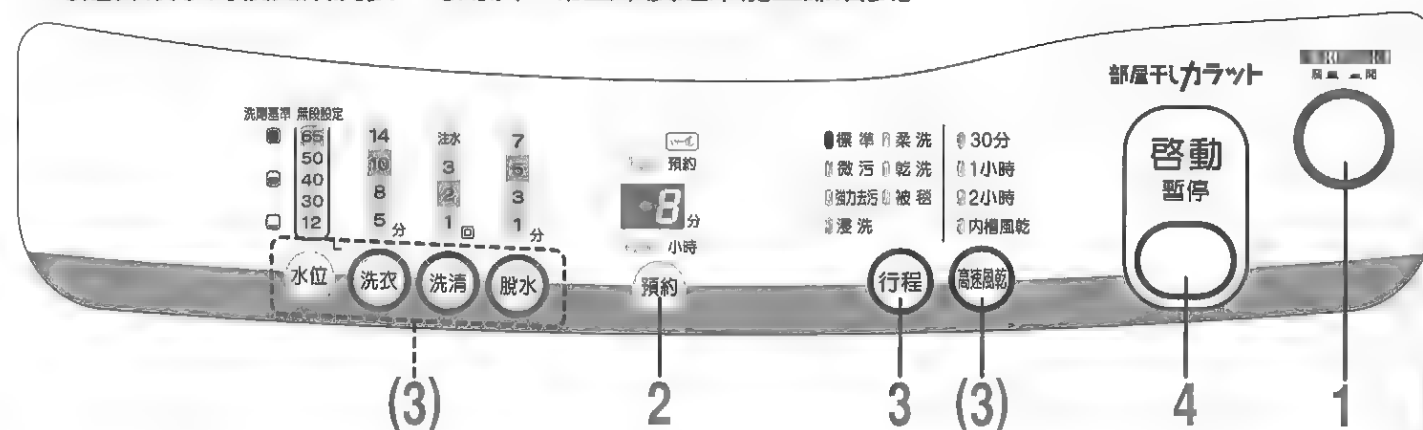 部屋干しカラット
洗剤基準 無段設定
65
50
40
30
12
14
10
8
5 分
注水
3
2
1 回
7
5
3
1 分
預約
8 分
小時
標準 柔洗
微污 乾洗
強力去污 被毯
浸洗
30分
1小時
2小時
內槽風乾
啓動
暫停
水位
洗衣
洗清
脫水
預約
行程
高速風乾
(3)
2
3
(3)
4
1